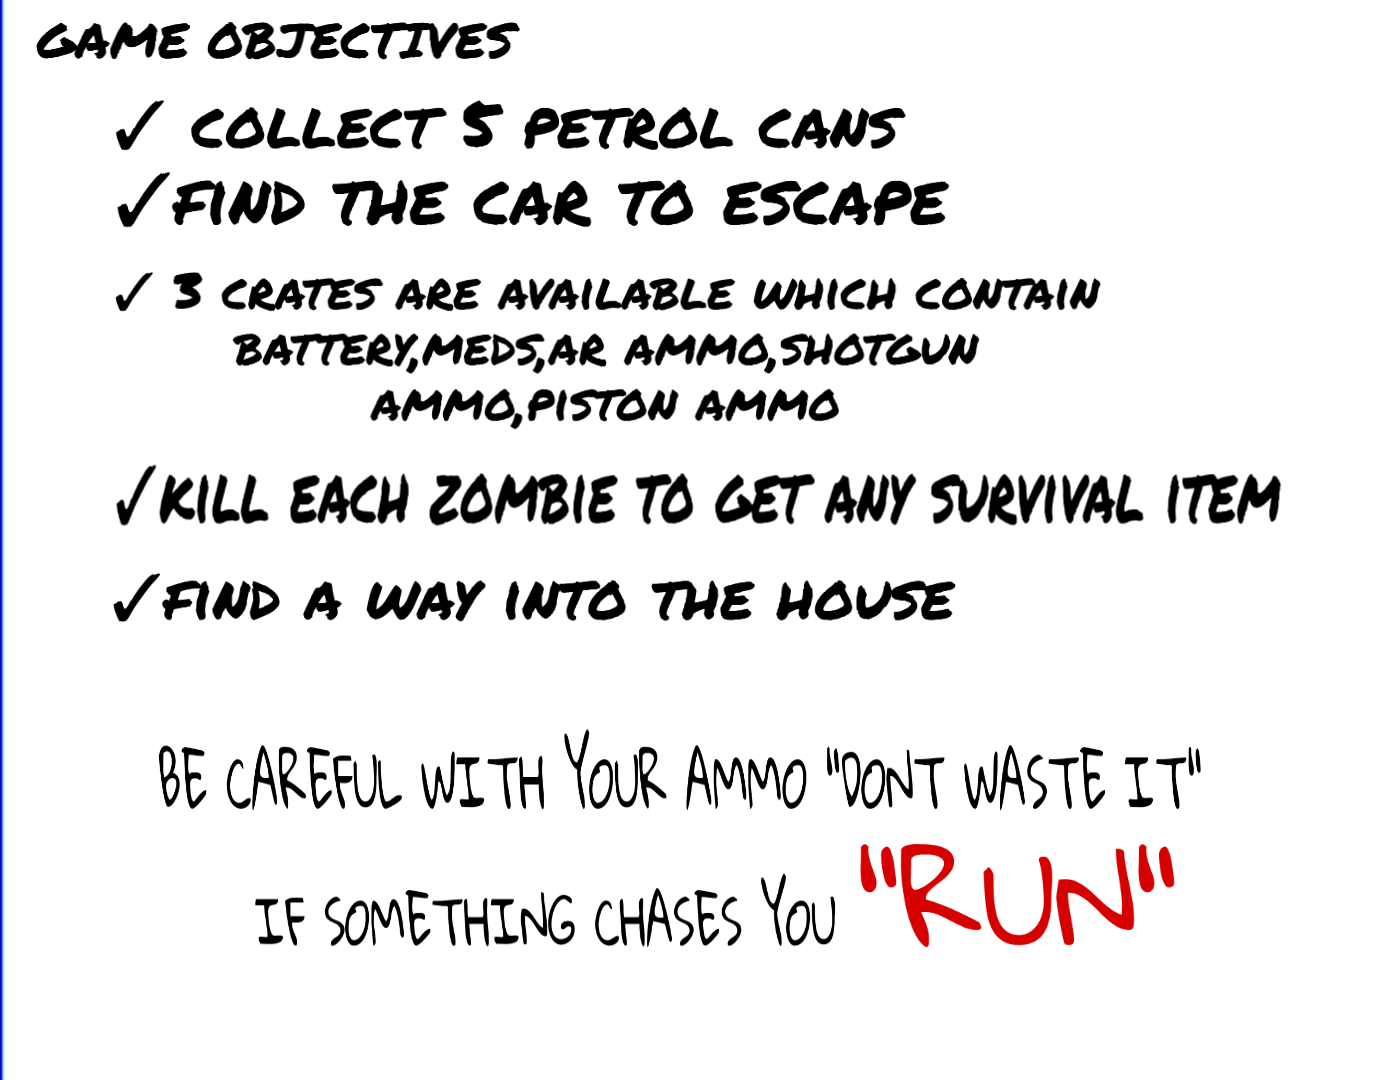 GAME OBJECTIVES
✓ COLLECT 5 PETROL CANS
✓FIND THE CAR TO ESCAPE
✓ 3 CRATES ARE AVAILABLE WHICH CONTAIN
BATTERY,MEDS,AR AMMO,SHOTGUN
AMMO,PISTON AMMO
✓KILL EACH ZOMBIE TO GET ANY SURVIVAL ITEM
✓FIND A WAY INTO THE HOUSE
BE CAREFUL WITH YOUR AMMO "DONT WASTE IT"
IF SOMETHING CHASES YOU "RUN"